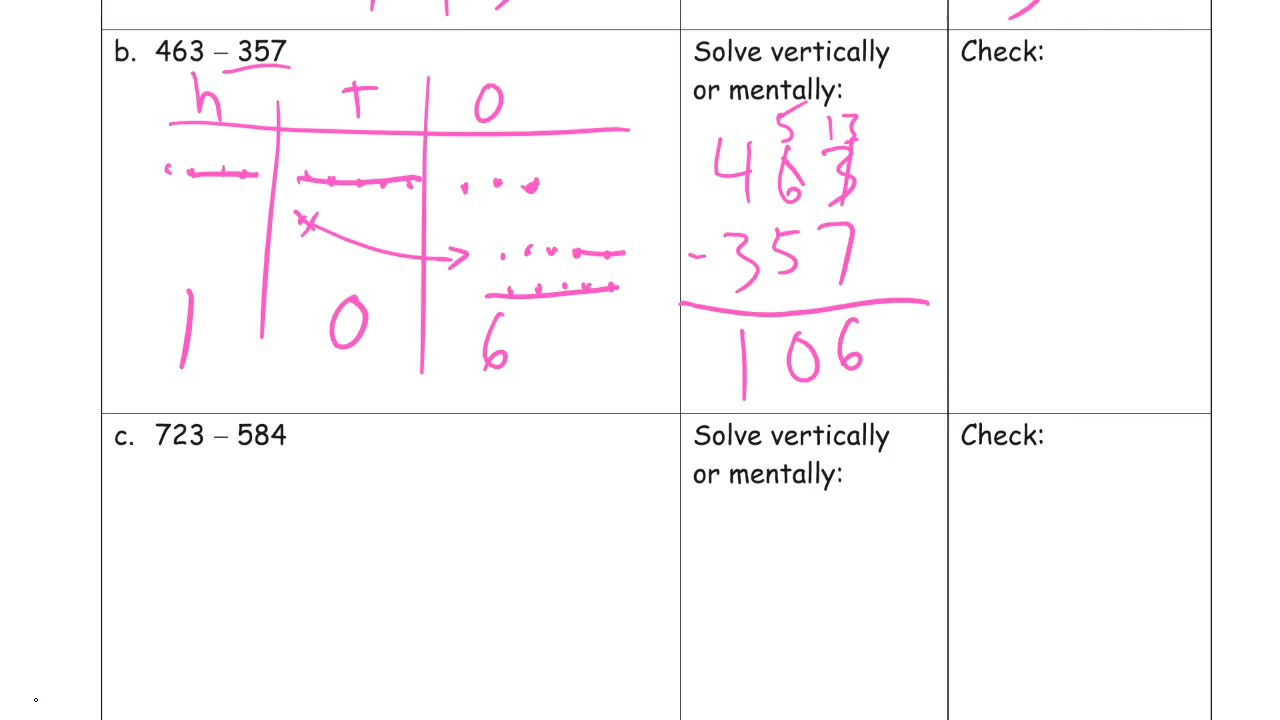 b. 463 – 357
h T O
1 0 6
Solve vertically
or mentally:
5 13
463
-357
106
Check:
c. 723 – 584
Solve vertically
or mentally:
Check: